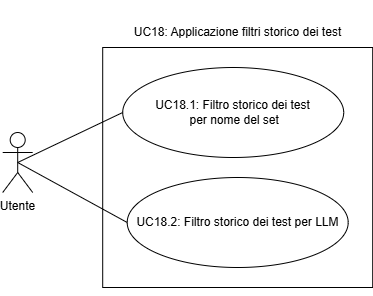 UC18: Applicazione filtri storico dei test
UC18.1: Filtro storico dei test
per nome del set
Utente
UC18.2: Filtro storico dei test per LLM